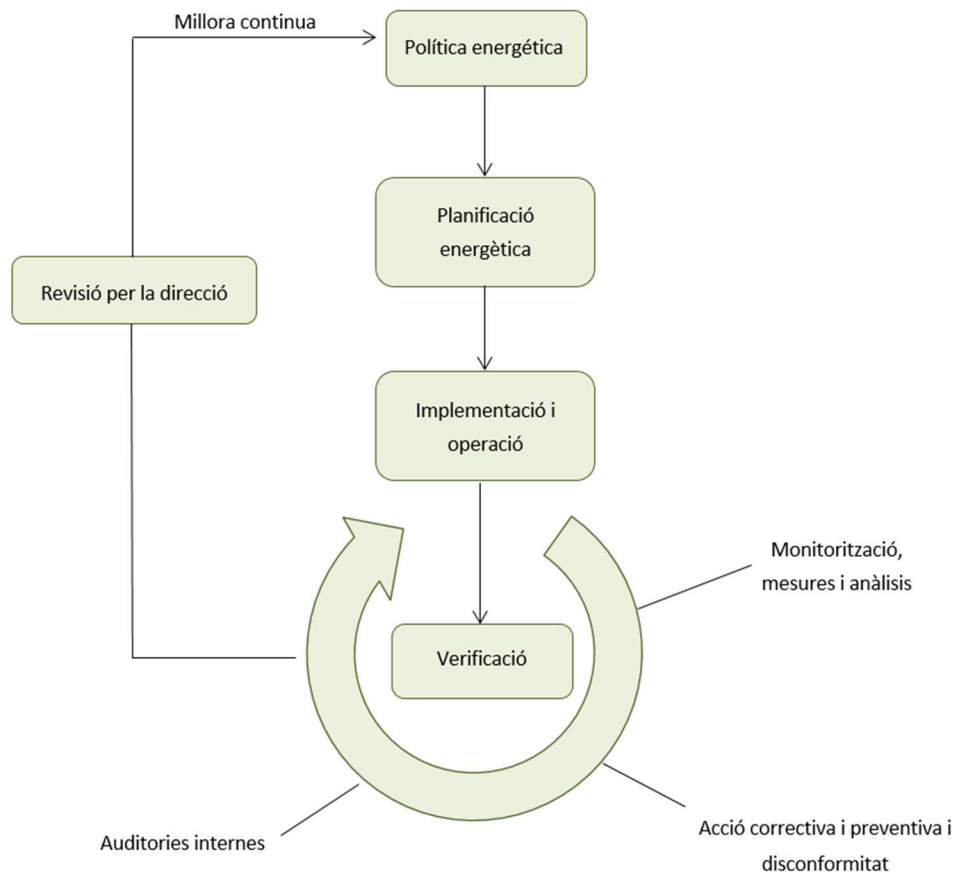 Millora continua
Política energética
Planificació
energètica
Revisió per la direcció
Implementació i
operació
Monitorització,
mesures i anàlisis
Verificació
Auditories internes
Acció correctiva i preventiva i
disconformitat